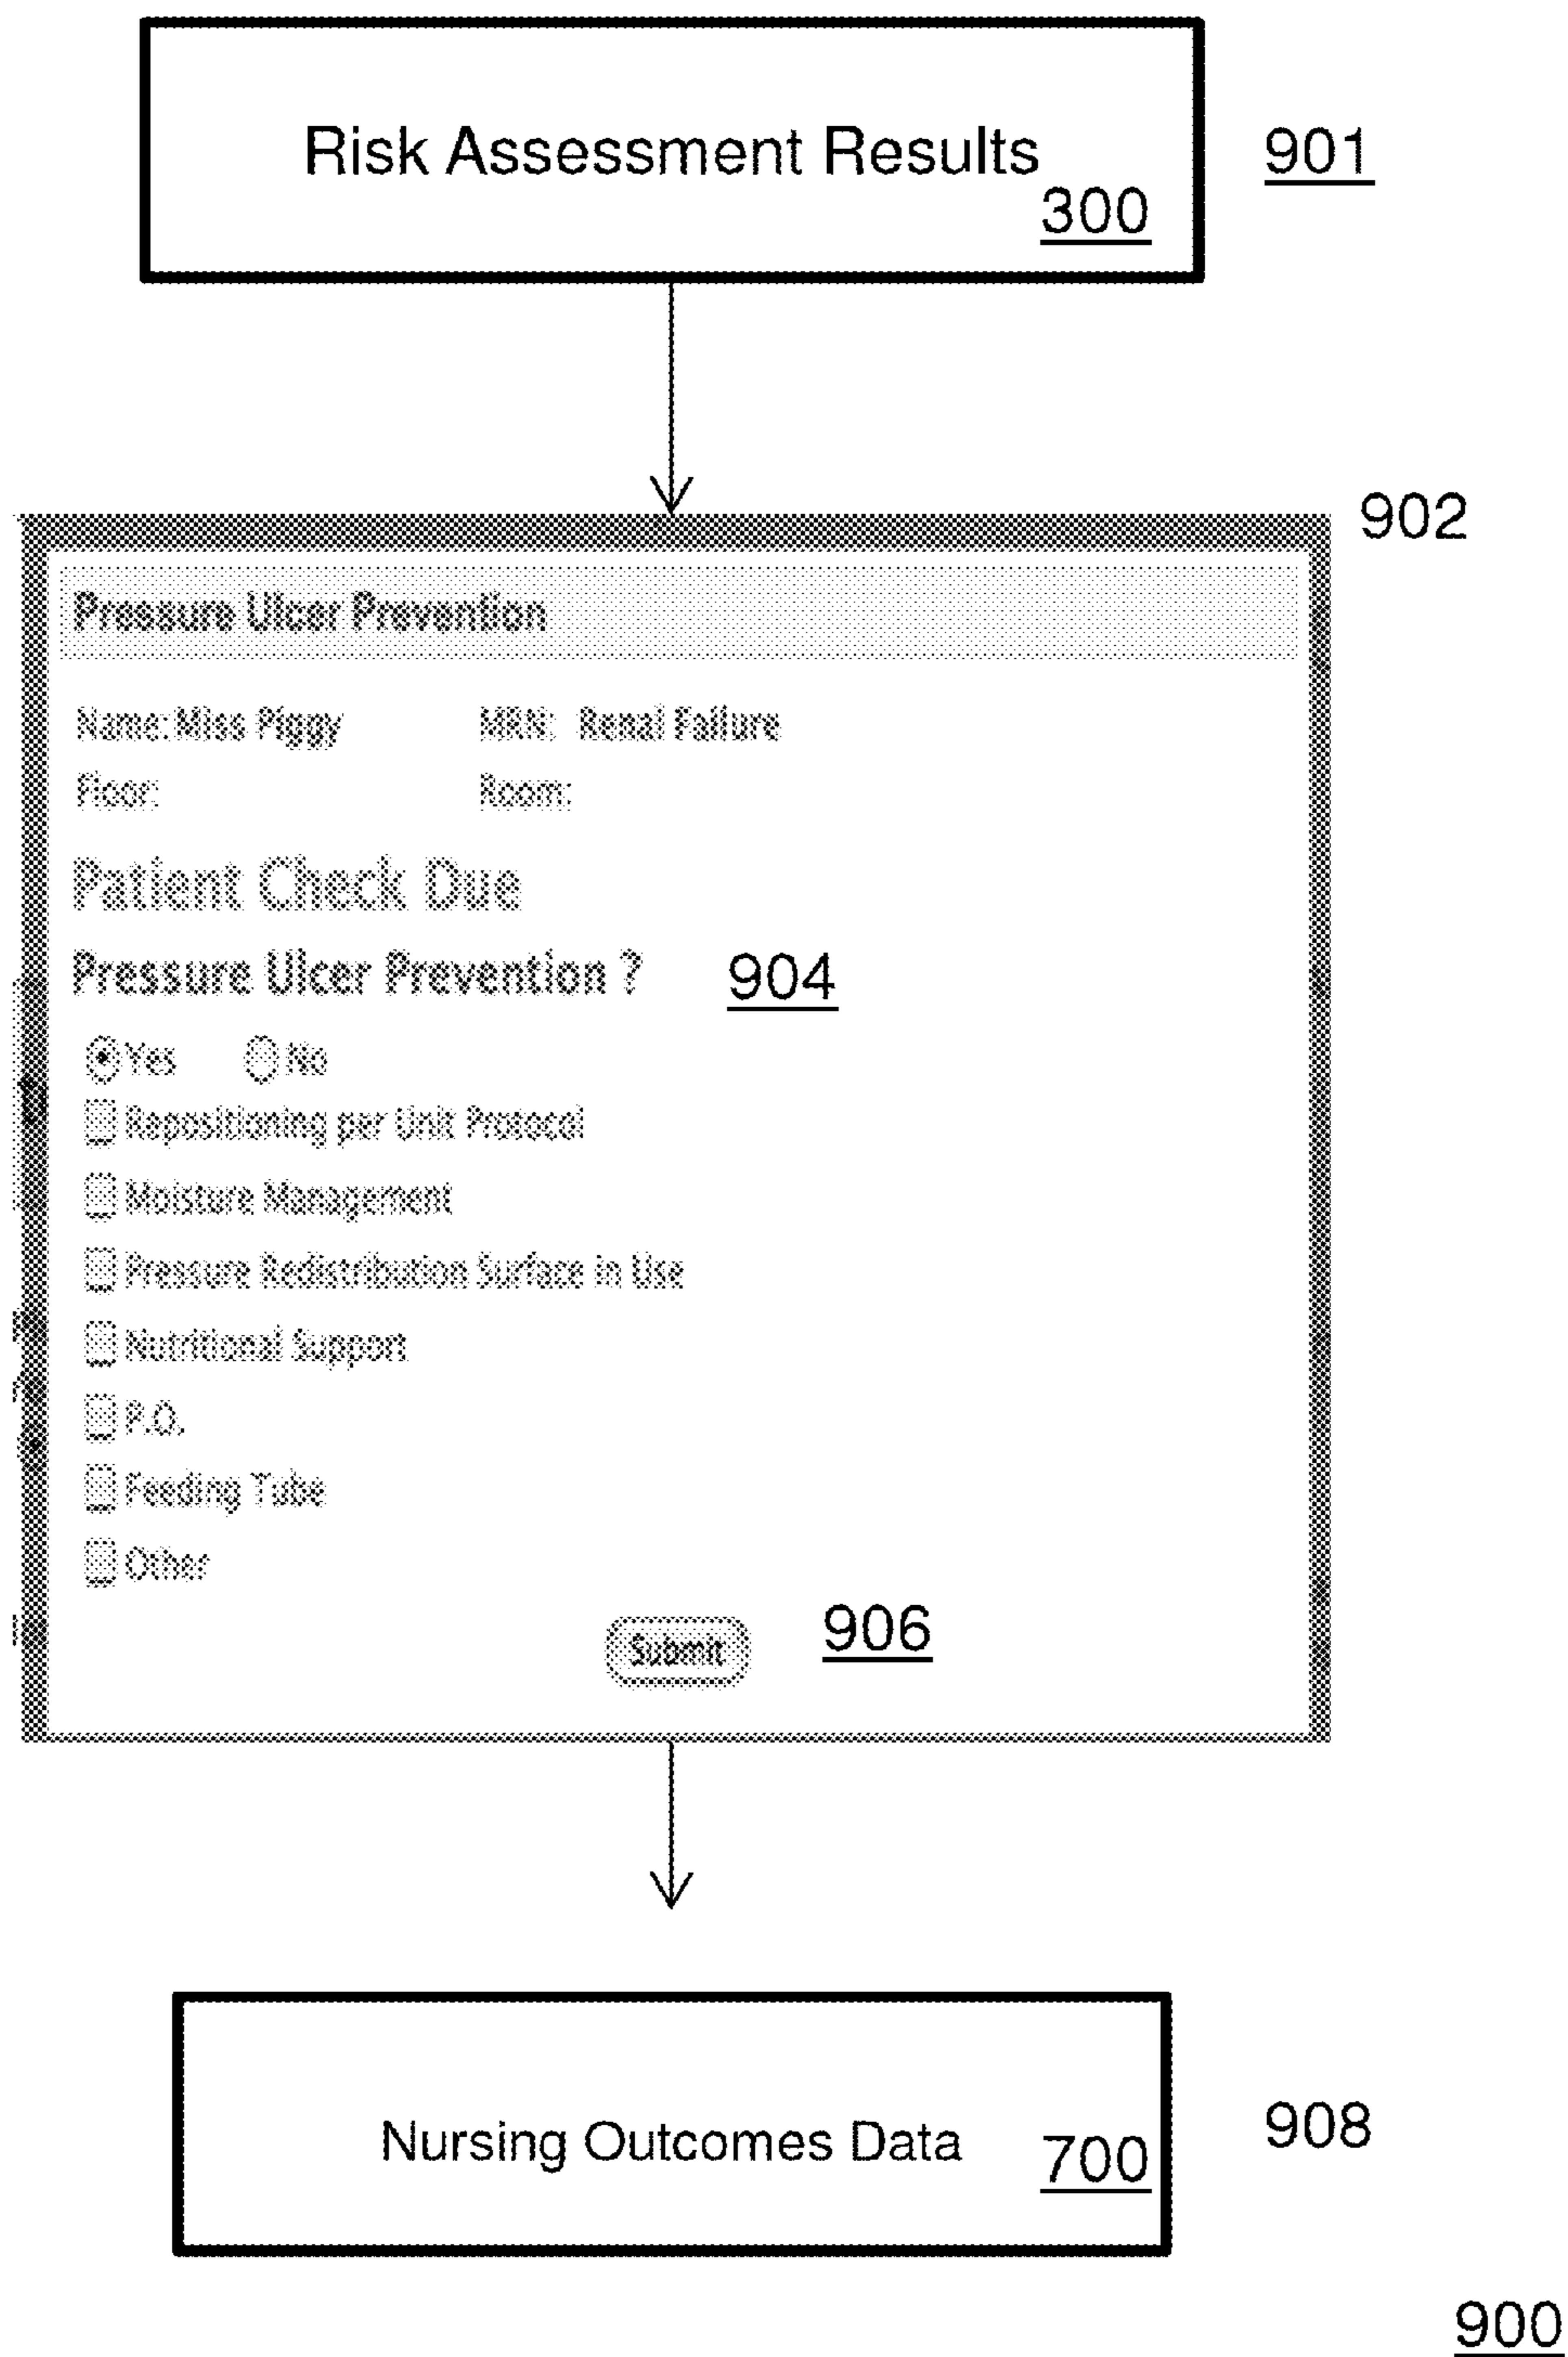 Risk Assessment Results
300
901
902
Pressure Ulcer Prevention
Name: Miss Piggy MRN: Renal Failure
Floor: Room:
Patient Check Due
Pressure Ulcer Prevention ?
904
Yes No
Repositioning per Unit Protocol
Moisture Management
Pressure Redistribution Surface in Use
Nutritional Support
P.O.
Feeding Tube
Other
Submit
906
Nursing Outcomes Data
700
908
900